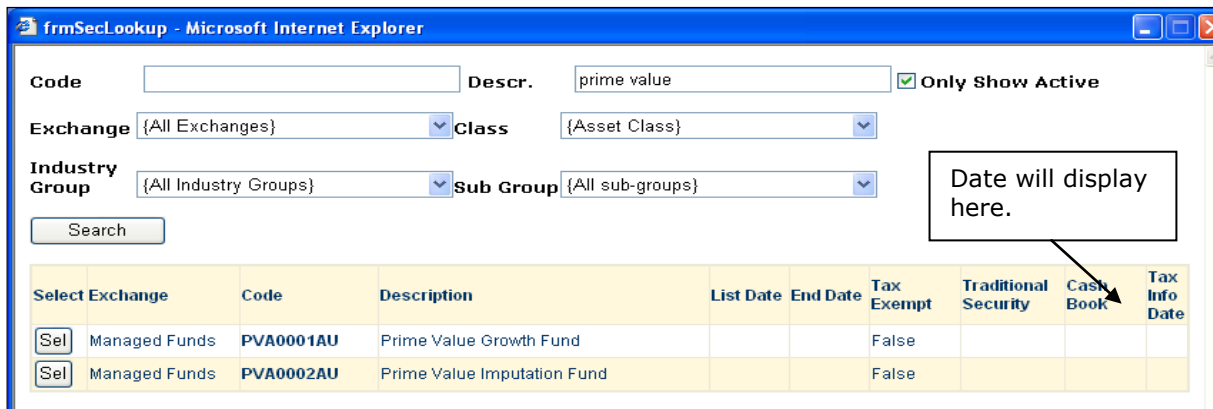 frmSecLookup - Microsoft Internet Explorer
Code Descr. prime value Only Show Active
Exchange {All Exchanges} Class {Asset Class}
Industry
Group {All Industry Groups} Sub Group {All sub-groups}
Date will display
here.
Search
Select Exchange Code Description List Date End Date Tax Exempt Traditional Security Cash Book Tax Info Date
Sel Managed Funds PVA0001AU Prime Value Growth Fund False
Sel Managed Funds PVA0002AU Prime Value Imputation Fund False